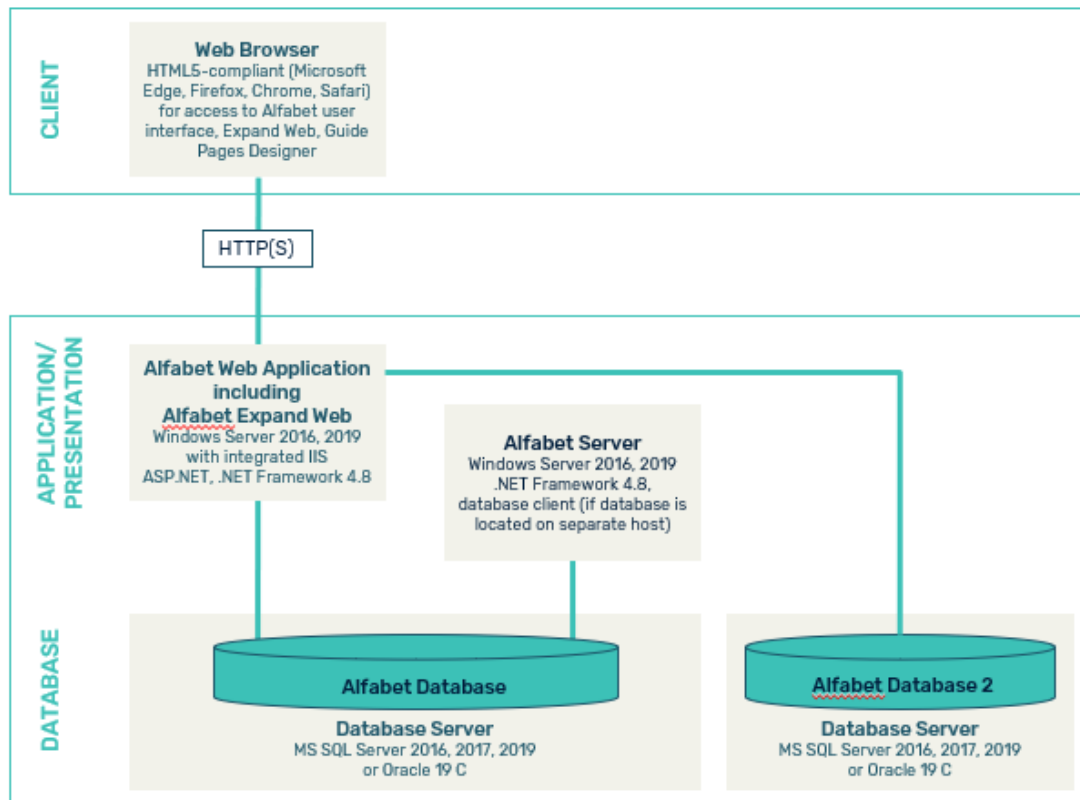 CLIENT
Web Browser
HTML5-compliant (Microsoft
Edge, Firefox, Chrome, Safari)
for access to Alfabet user
interface, Expand Web, Guide
Pages Designer
HTTP(S)
APPLICATION/
PRESENTATION
Alfabet Web Application
including
Alfabet Expand Web
Windows Server 2016, 2019
with integrated IIS
ASP.NET, .NET Framework 4.8
Alfabet Server
Windows Server 2016, 2019
.NET Framework 4.8,
database client (if database is
located on separate host)
DATABASE
Alfabet Database
Database Server
MS SQL Server 2016, 2017, 2019
or Oracle 19 C
Alfabet Database 2
Database Server
MS SQL Server 2016, 2017, 2019
or Oracle 19 C